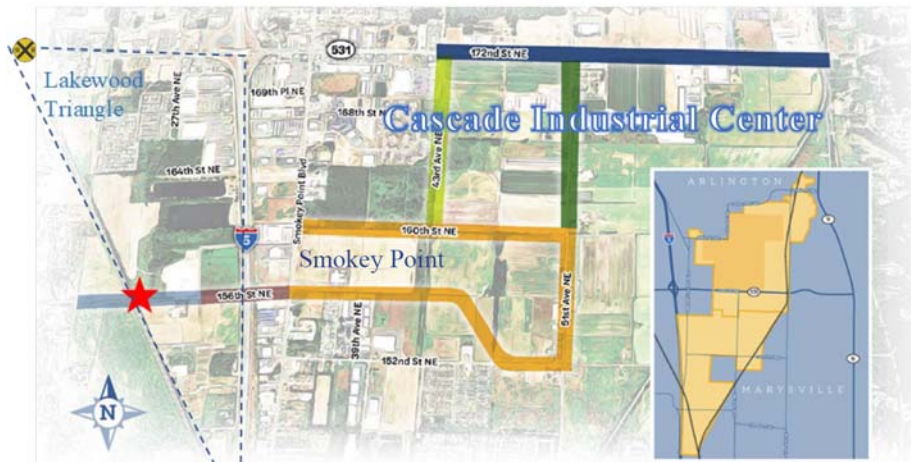 531
172nd St NE
Lakewood
Triangle
27th Ave NE
169th Pl NE
168th St N
Cascade Industrial Center
43rd Ave NE
164th St NE
Smokey Point Blvd
5
160th St NE
Smokey Point
156th St NE
51st Ave NE
39th Ave NE
152nd St NE
N
ARLINGTON
MARYSVILLE